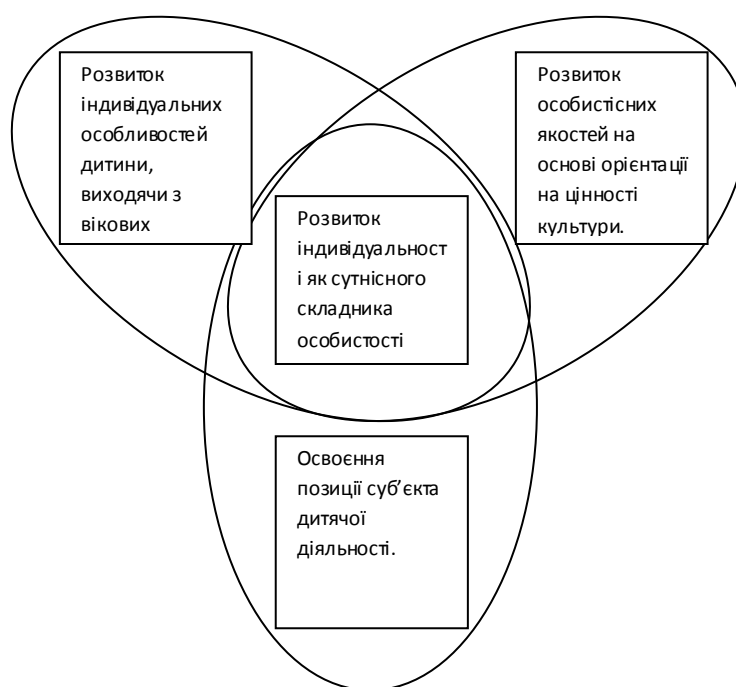 Розвиток
індивідуальних
особливостей
дитини,
виходячи з
вікових
Розвиток
особистісних
якостей на
основі орієнтації
на цінності
культури.
Розвиток
індивідуальност
і як сутнісного
складника
особистості
Освоєння
позиції суб’єкта
дитячої
діяльності.